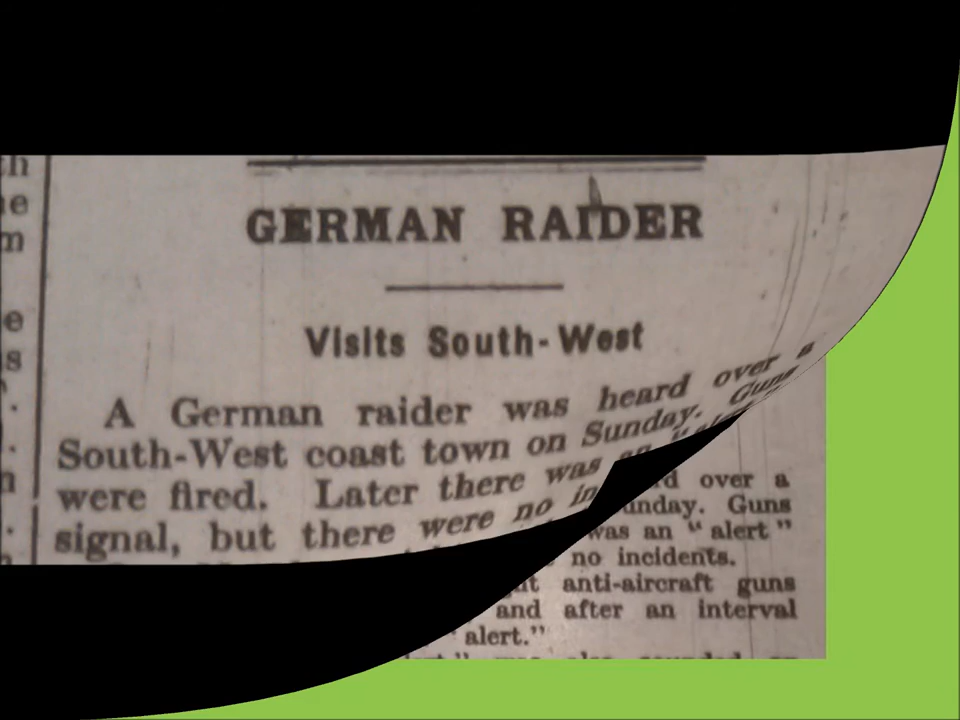 GERMAN RAIDER
Visits South-West
A German raider was heard over a
South-West coast town on Sunday. Guns
were fired. Later there was an
signal, but there were no in
over a
unday. Guns
was an "alert"
no incidents.
anti-aircraft guns
and after an interval
alert."